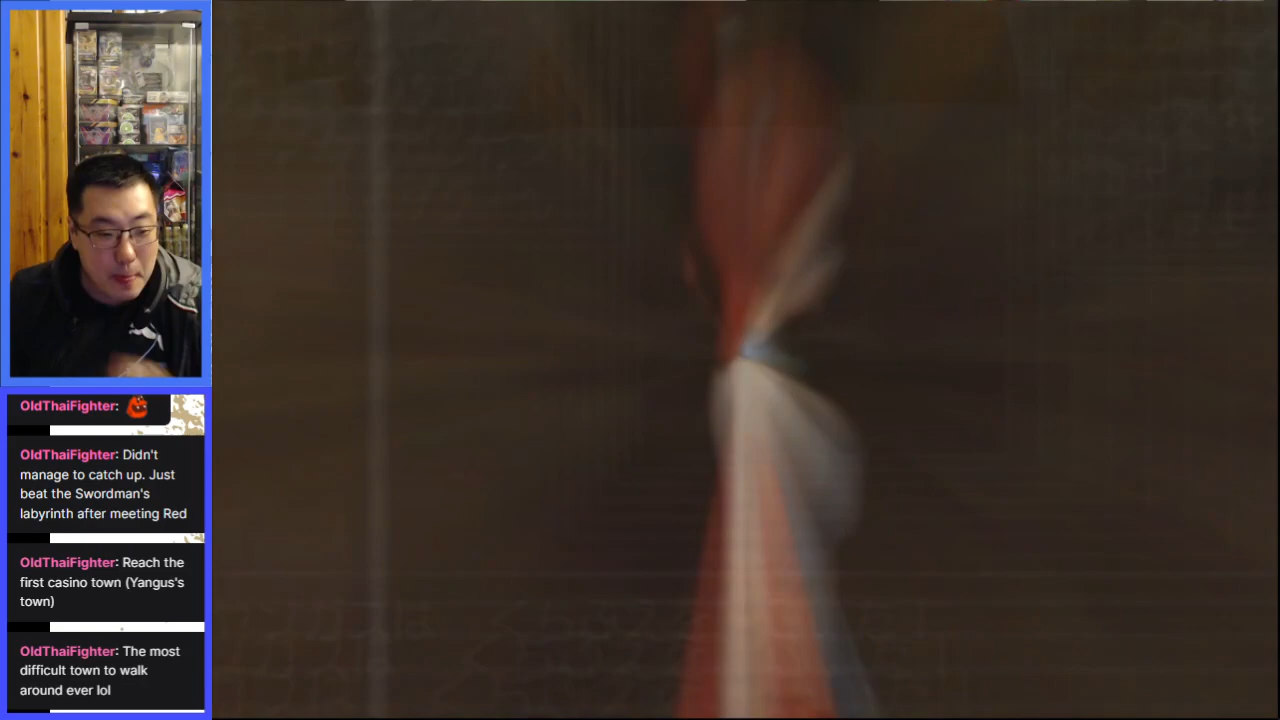 OldThaiFighter:
OldThaiFighter: Didn't
manage to catch up. Just
beat the Swordman's
labyrinth after meeting Red
OldThaiFighter: Reach the
first casino town (Yangus's
town)
OldThaiFighter: The most
difficult town to walk
around ever lol